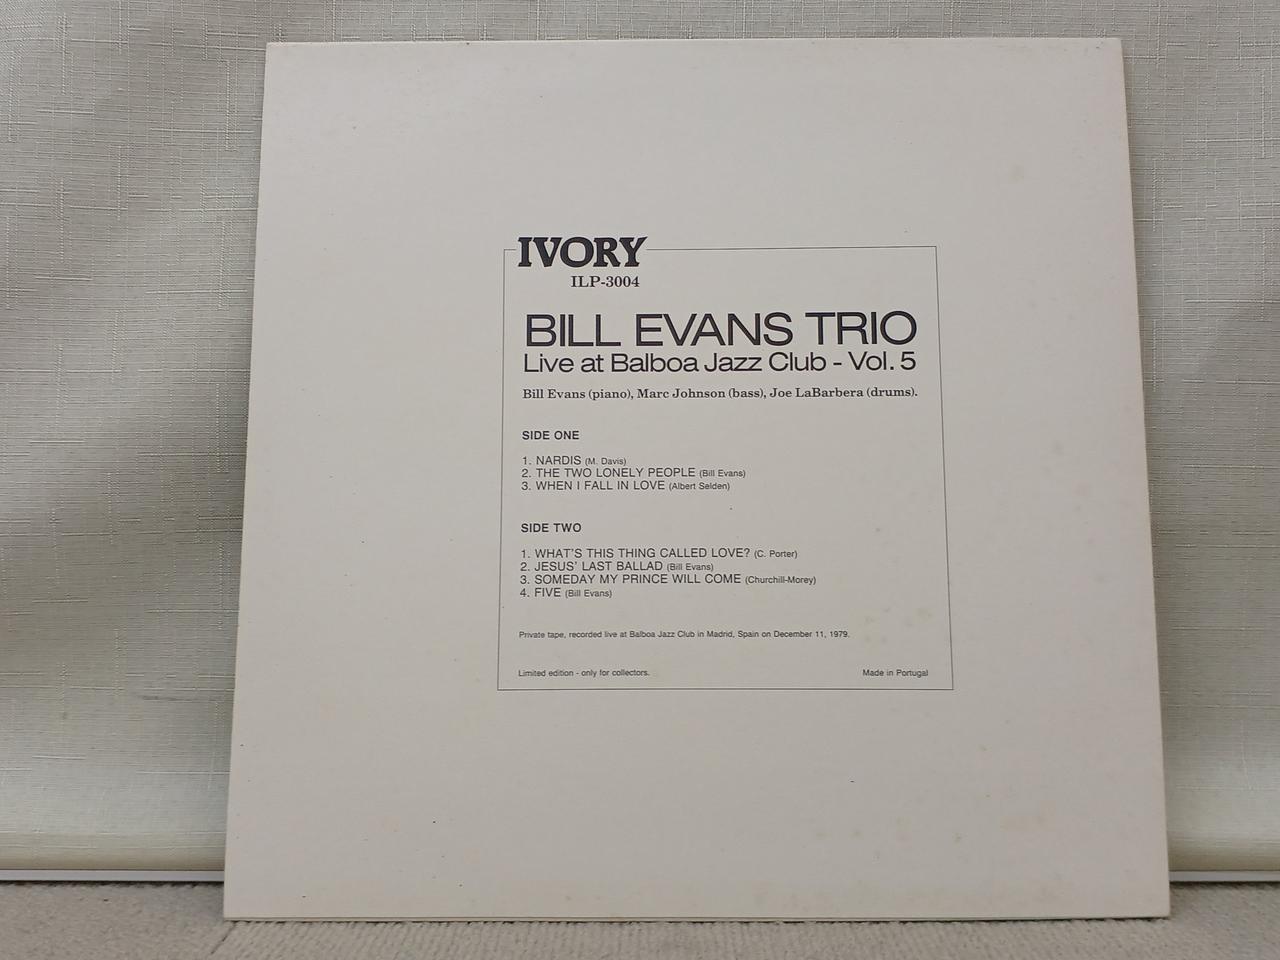 IVORY
ILP-3004
BILL EVANS TRIO
Live at Balboa Jazz Club - Vol. 5
Bill Evans (piano), Marc Johnson (bass), Joe LaBarbera (drums).
SIDE ONE
1. NARDIS (M. Davis)
2. THE TWO LONELY PEOPLE (Bill Evans)
3. WHEN I FALL IN LOVE (Albert Selden)
SIDE TWO
1. WHAT'S THIS THING CALLED LOVE? (C. Porter)
2. JESUS' LAST BALLAD (Bill Evans)
3. SOMEDAY MY PRINCE WILL COME (Churchill-Morey)
4. FIVE (Bill Evans)
Private tape, recorded live at Balboa Jazz Club in Madrid, Spain on December 11, 1979.
Limited edition - only for collectors. Made in Portugal